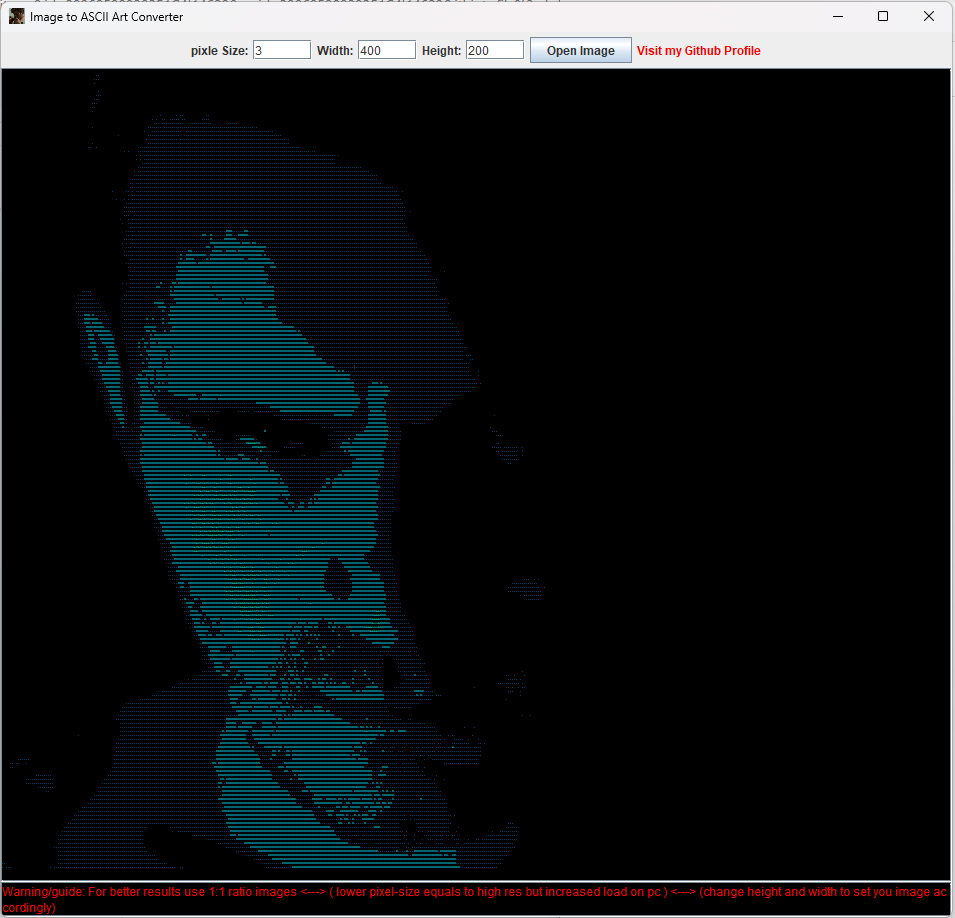 Image to ASCII Art Converter
pixle Size: 3 Width: 400 Height: 200 Open Image Visit my Github Profile
Warning/guide: For better results use 1:1 ratio images <----> ( lower pixel-size equals to high res but increased load on pc ) <----> (change height and width to set you image ac
cordingly)